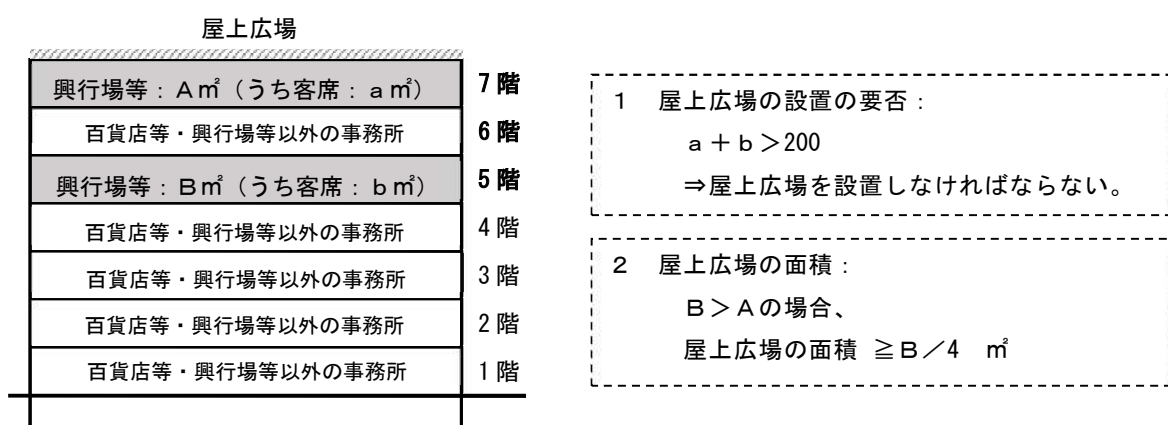 屋上広場
興行場等：Ａ㎡（うち客席：ａ㎡）
7階
百貨店等・興行場等以外の事務所
6階
興行場等：Ｂ㎡（うち客席：ｂ㎡）
5階
百貨店等・興行場等以外の事務所
4階
百貨店等・興行場等以外の事務所
3階
百貨店等・興行場等以外の事務所
2階
百貨店等・興行場等以外の事務所
1階
１　屋上広場の設置の要否：
ａ＋ｂ＞200
⇒屋上広場を設置しなければならない。
２　屋上広場の面積：
Ｂ＞Ａの場合、
屋上広場の面積 ≧Ｂ／4　㎡